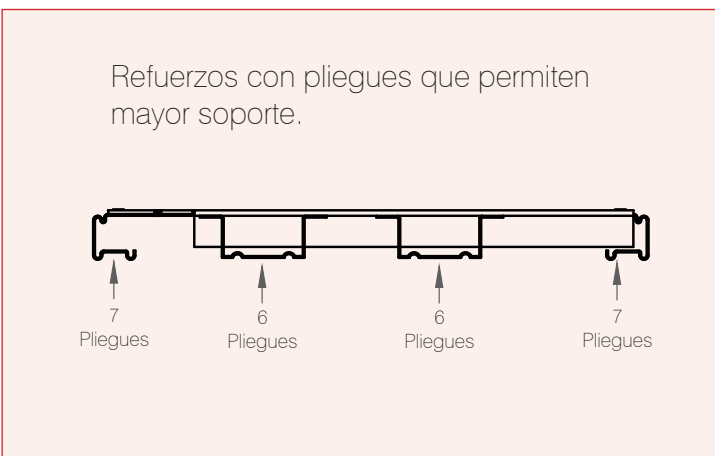 Refuerzos con pliegues que permiten
mayor soporte.
7
Pliegues
6
Pliegues
6
Pliegues
7
Pliegues